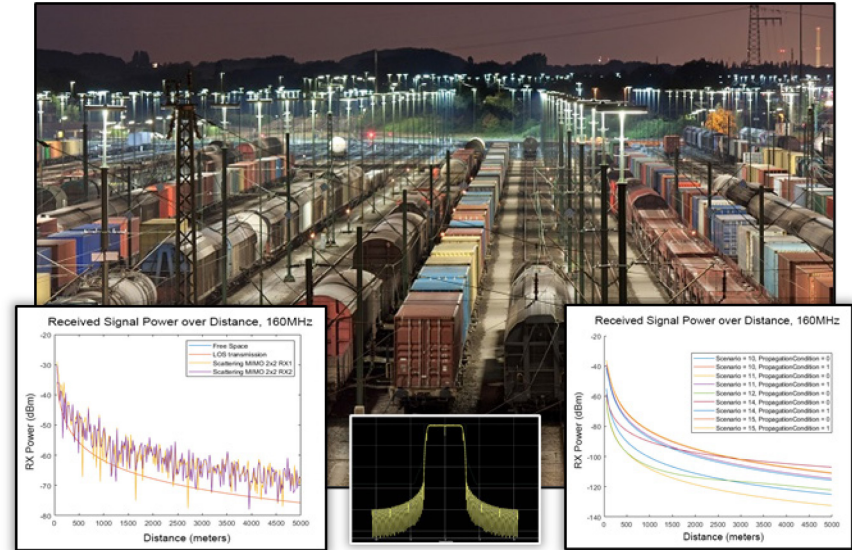 Received Signal Power over Distance, 160MHz
RX Power (dBm)
-20
-30
-40
-50
-60
-70
-80
Free Space
LOS transmission
Scattering MIMO 2x2 RX1
Scattering MIMO 2x2 RX2
0 500 1000 1500 2000 2500 3000 3500 4000 4500 5000
Distance (meters)
Received Signal Power over Distance, 160MHz
RX Power (dBm)
-20
-40
-60
-80
-100
-120
-140
Scenario = 10, PropagationCondition = 0
Scenario = 10, PropagationCondition = 1
Scenario = 11, PropagationCondition = 0
Scenario = 11, PropagationCondition = 1
Scenario = 12, PropagationCondition = 0
Scenario = 14, PropagationCondition = 0
Scenario = 14, PropagationCondition = 1
Scenario = 15, PropagationCondition = 0
Scenario = 15, PropagationCondition = 1
0 500 1000 1500 2000 2500 3000 3500 4000 4500 5000
Distance (meters)